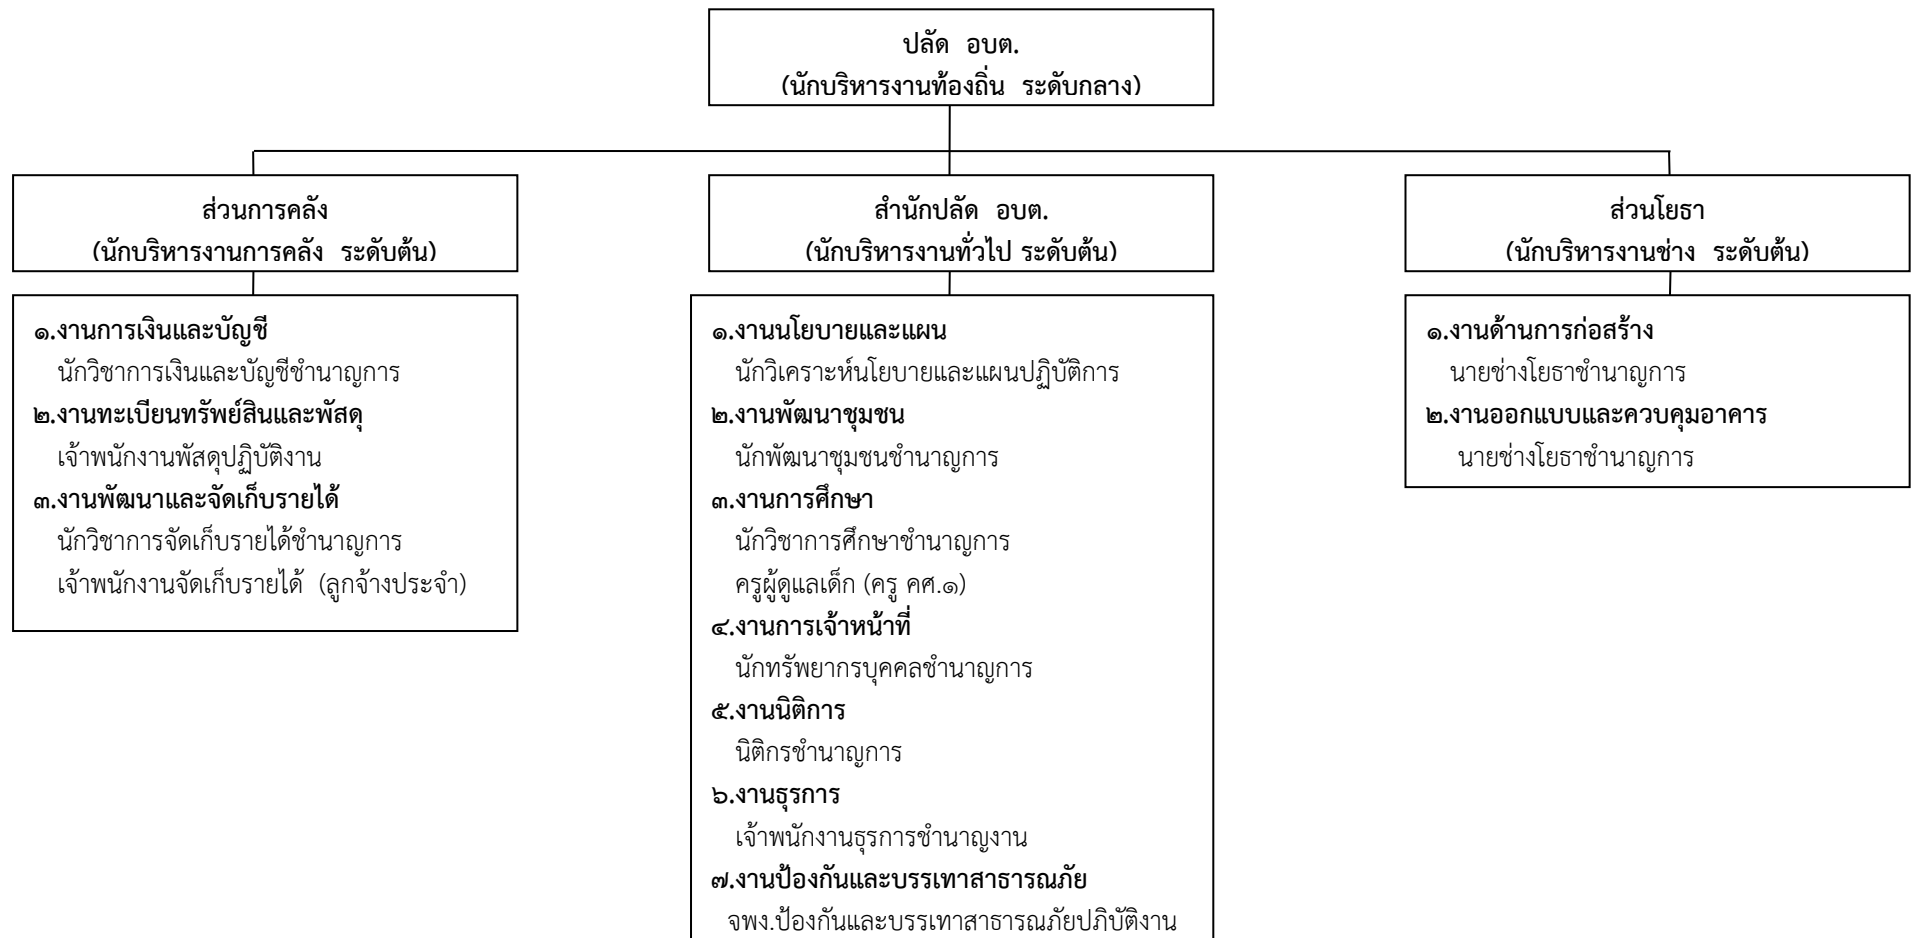 ปลัด อบต.
(นักบริหารงานท้องถิ่น ระดับกลาง)
ส่วนการคลัง
(นักบริหารงานการคลัง ระดับต้น)
๑.งานการเงินและบัญชี
นักวิชาการเงินและบัญชีชำนาญการ
๒.งานทะเบียนทรัพย์สินและพัสดุ
เจ้าพนักงานพัสดุปฏิบัติงาน
๓.งานพัฒนาและจัดเก็บรายได้
นักวิชาการจัดเก็บรายได้ชำนาญการ
เจ้าพนักงานจัดเก็บรายได้ (ลูกจ้างประจำ)
สำนักปลัด อบต.
(นักบริหารงานทั่วไป ระดับต้น)
๑.งานนโยบายและแผน
นักวิเคราะห์นโยบายและแผนปฏิบัติการ
๒.งานพัฒนาชุมชน
นักพัฒนาชุมชนชำนาญการ
๓.งานการศึกษา
นักวิชาการศึกษาชำนาญการ
ครูผู้ดูแลเด็ก (ครู คศ.๑)
๔.งานการเจ้าหน้าที่
นักทรัพยากรบุคคลชำนาญการ
๕.งานนิติการ
นิติกรชำนาญการ
๖.งานธุรการ
เจ้าพนักงานธุรการชำนาญงาน
๗.งานป้องกันและบรรเทาสาธารณภัย
จพง.ป้องกันและบรรเทาสาธารณภัยปภิบัติงาน
ส่วนโยธา
(นักบริหารงานช่าง ระดับต้น)
๑.งานด้านการก่อสร้าง
นายช่างโยธาชำนาญการ
๒.งานออกแบบและควบคุมอาคาร
นายช่างโยธาชำนาญการ